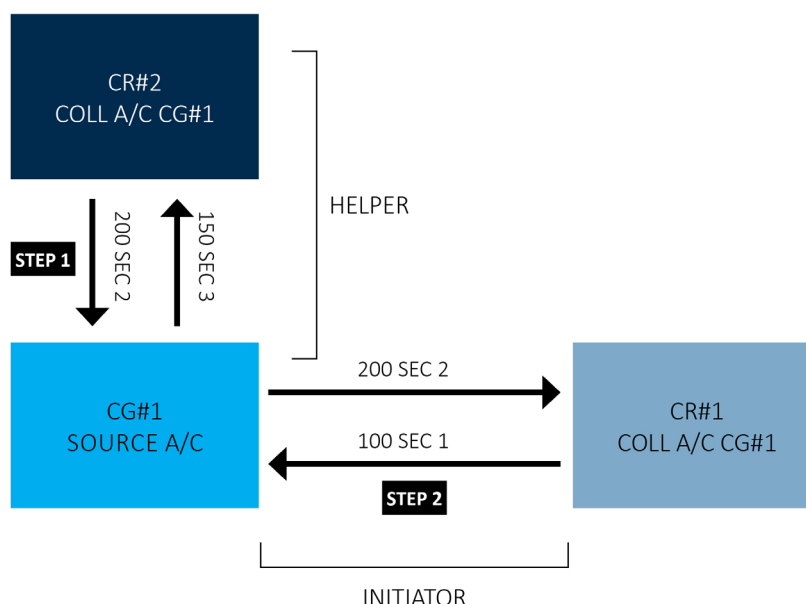 CR#2
COLL A/C CG#1
HELPER
STEP 1
200 SEC 2
150 SEC 3
CG#1
SOURCE A/C
200 SEC 2
100 SEC 1
STEP 2
CR#1
COLL A/C CG#1
INITIATOR